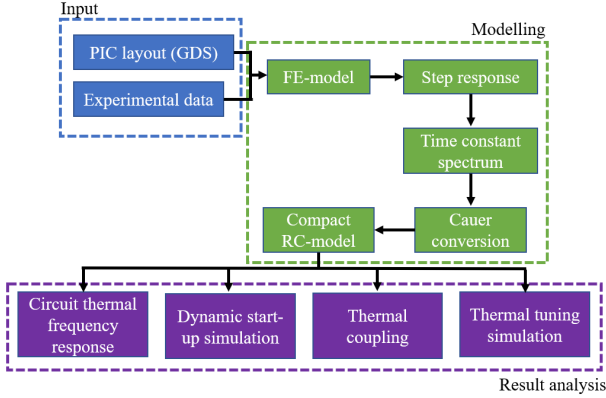 Input
PIC layout (GDS)
Experimental data
Modelling
FE-model
Step response
Time constant
spectrum
Cauer
conversion
Compact
RC-model
Circuit thermal
frequency
response
Dynamic start-
up simulation
Thermal
coupling
Thermal tuning
simulation
Result analysis